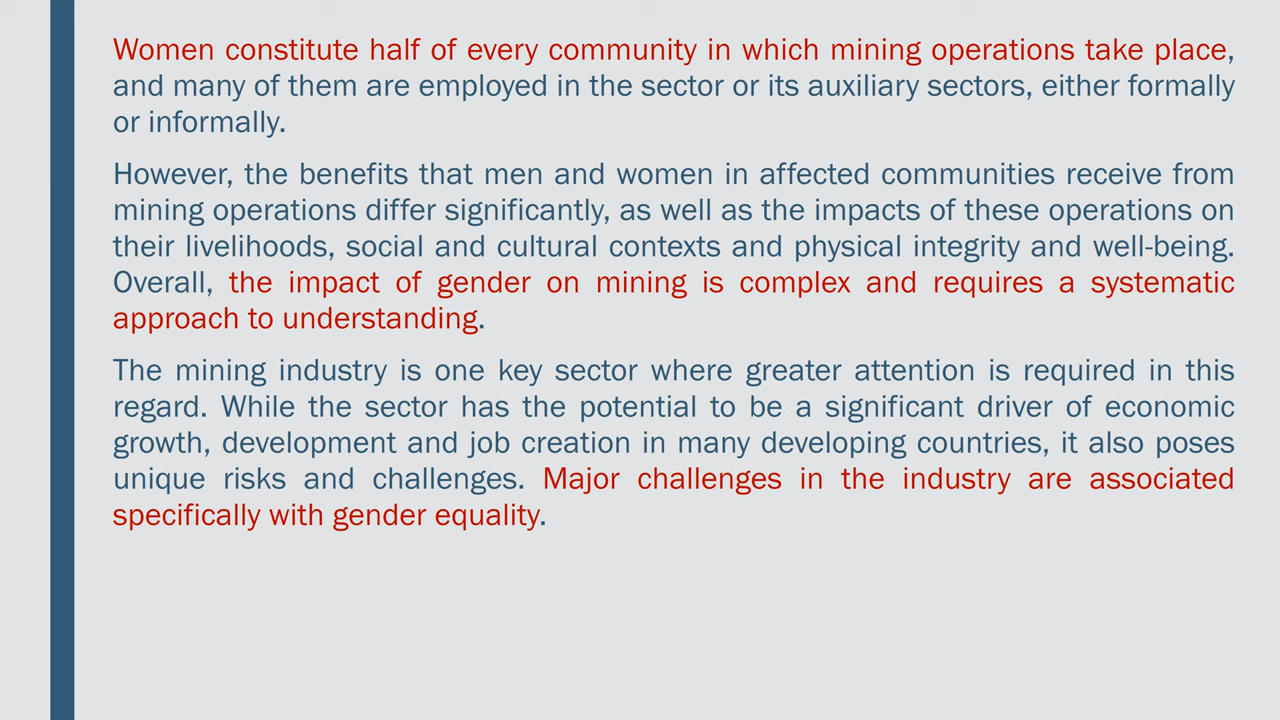 Women constitute half of every community in which mining operations take place,
and many of them are employed in the sector or its auxiliary sectors, either formally
or informally.
However, the benefits that men and women in affected communities receive from
mining operations differ significantly, as well as the impacts of these operations on
their livelihoods, social and cultural contexts and physical integrity and well-being.
Overall, the impact of gender on mining is complex and requires a systematic
approach to understanding.
The mining industry is one key sector where greater attention is required in this
regard. While the sector has the potential to be a significant driver of economic
growth, development and job creation in many developing countries, it also poses
unique risks and challenges. Major challenges in the industry are associated
specifically with gender equality.